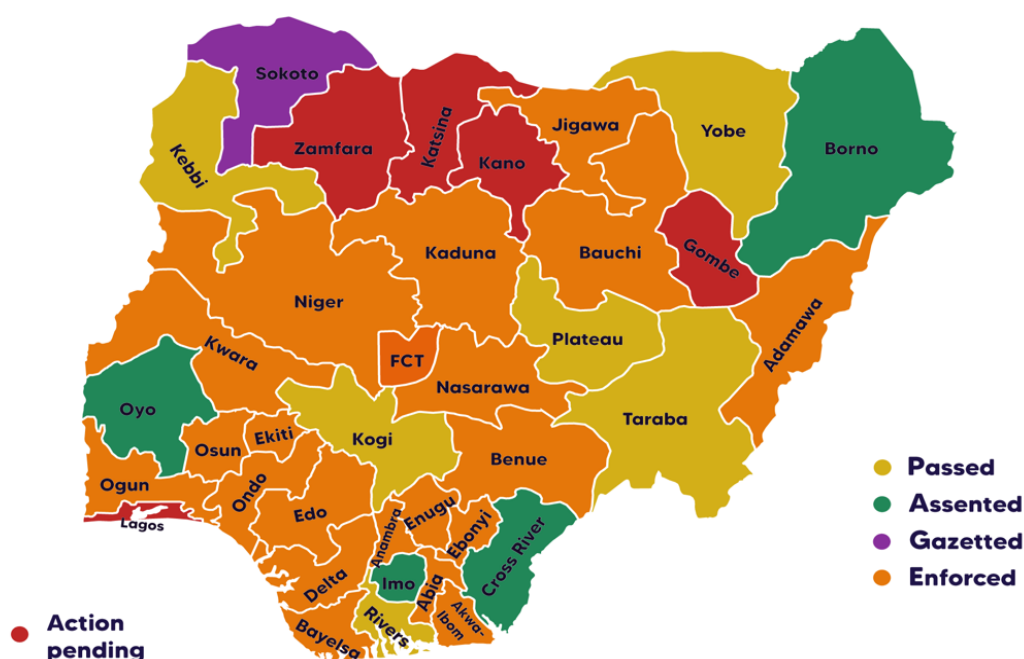 Sokoto
Zamfara
Katsina
Kano
Jigawa
Yobe
Borno
Kebbi
Kaduna
Bauchi
Gombe
Niger
Adamawa
Plateau
FCT
Kwara
Nasarawa
Oyo
Taraba
Kogi
Osun
Ekiti
Benue
Ogun
Ondo
Edo
Lagos
Anambra
Enugu
Ebonyi
Cross River
Delta
Imo
Abia
Akwa-
Ibom
Rivers
Bayelsa
Passed
Assented
Gazetted
Enforced
Action
pending